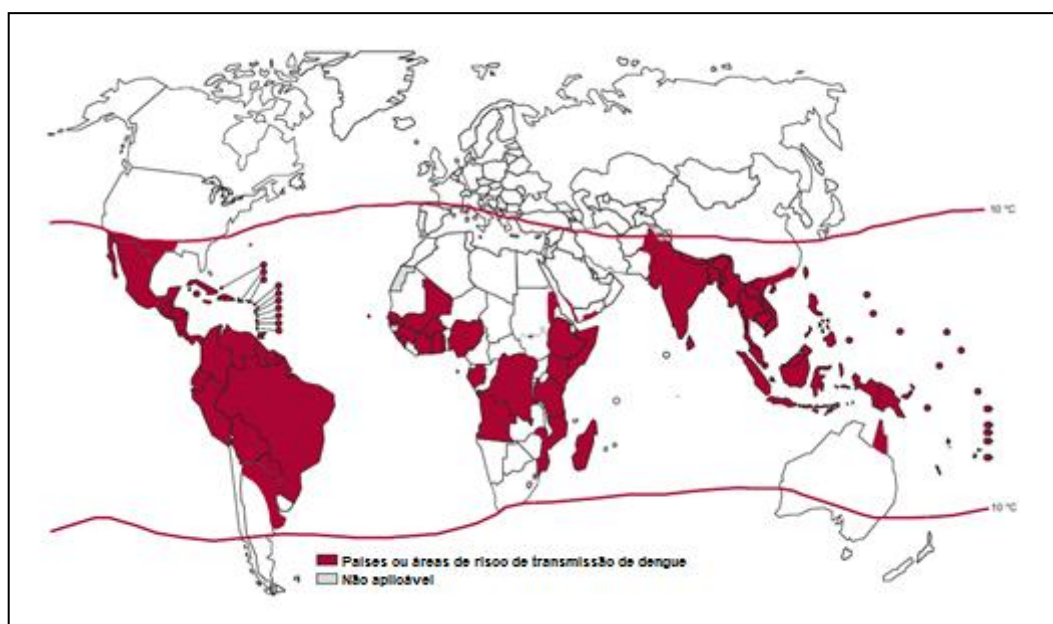 10 °C
10 °C
Países ou áreas de risco de transmissão de dengue
Não aplicável